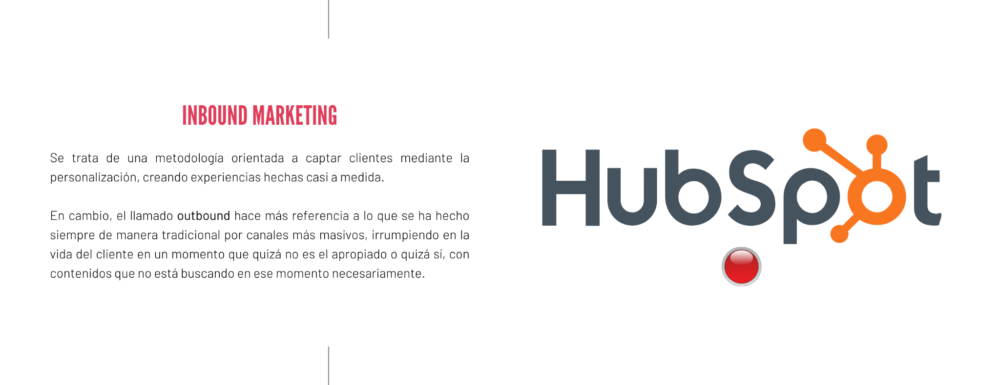 INBOUND MARKETING
Se trata de una metodología orientada a captar clientes mediante la
personalización, creando experiencias hechas casi a medida.
En cambio, el llamado outbound hace más referencia a lo que se ha hecho
siempre de manera tradicional por canales más masivos, irrumpiendo en la
vida del cliente en un momento que quizá no es el apropiado o quizá sí, con
contenidos que no está buscando en ese momento necesariamente.
HubSpot